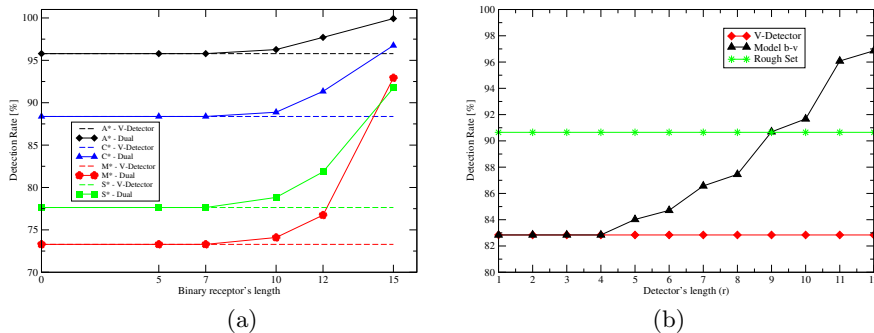 100
95
90
85
80
75
70
Detection Rate [%]
A* - V-Detector
A* - Dual
C* - V-Detector
C* - Dual
M* - V-Detector
M* - Dual
S* - V-Detector
S* - Dual
0 5 7 10 12 15
Binary receptor's length
(a)
100
98
96
94
92
90
88
86
84
82
80
Detection Rate [%]
V-Detector
Model b-v
Rough Set
1 2 3 4 5 6 7 8 9 10 11
Detector's length (r)
(b)